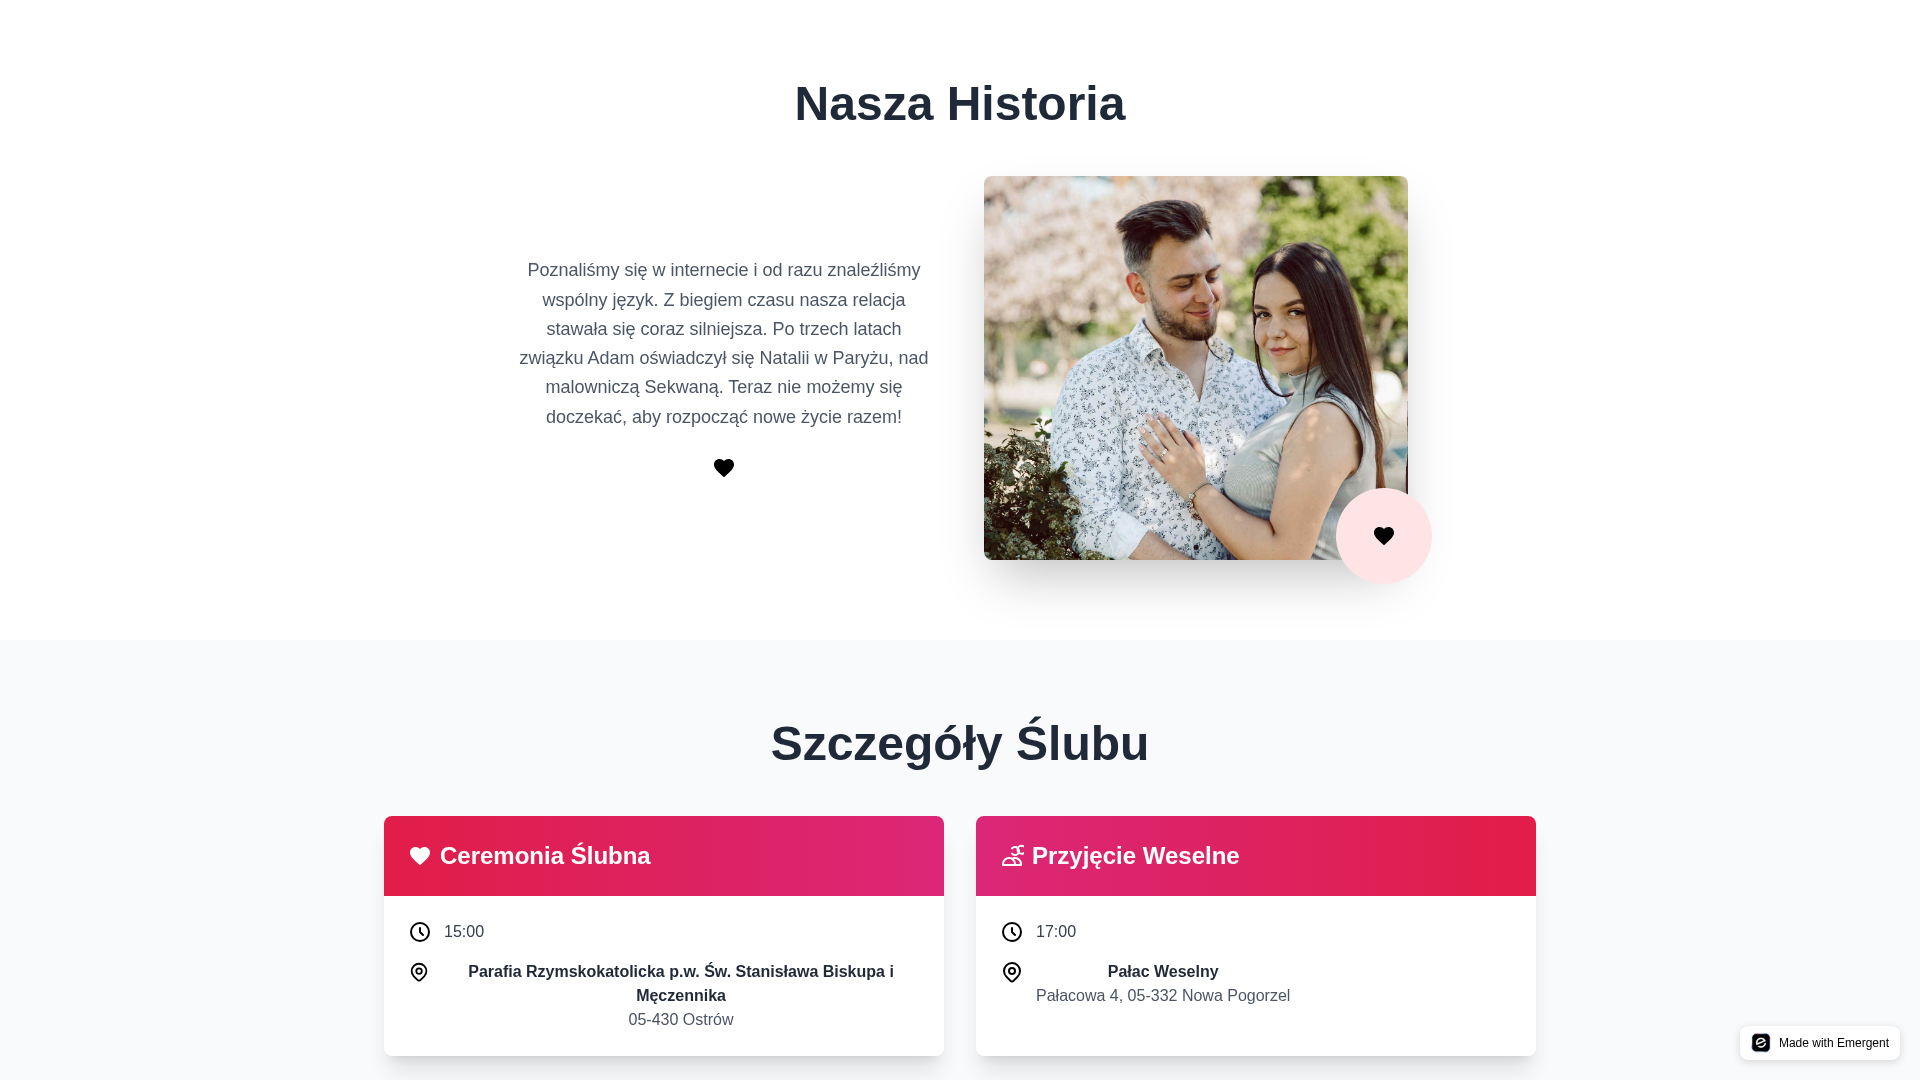 Nasza Historia
Poznaliśmy się w internecie i od razu znaleźliśmy
wspólny język. Z biegiem czasu nasza relacja
stawała się coraz silniejsza. Po trzech latach
związku Adam oświadczył się Natalii w Paryżu, nad
malowniczą Sekwaną. Teraz nie możemy się
doczekać, aby rozpocząć nowe życie razem!
Szczegóły Ślubu
Ceremonia Ślubna
15:00
Parafia Rzymskokatolicka p.w. Św. Stanisława Biskupa i
Męczennika
05-430 Ostrów
Przyjęcie Weselne
17:00
Pałac Weselny
Pałacowa 4, 05-332 Nowa Pogorzel
Made with Emergent